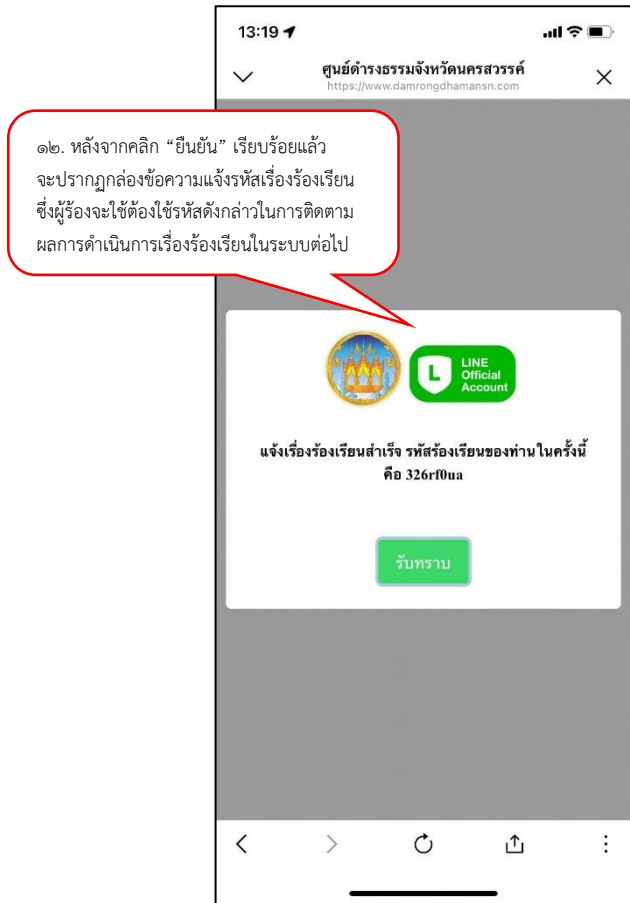 13:19
ศูนย์ดำรงธรรมจังหวัดนครสวรรค์
https://www.damrongdhamansn.com
๑๒. หลังจากคลิก “ยืนยัน” เรียบร้อยแล้ว
จะปรากฏกล่องข้อความแจ้งรหัสเรื่องร้องเรียน
ซึ่งผู้ร้องจะใช้ต้องใช้รหัสดังกล่าวในการติดตาม
ผลการดำเนินการเรื่องร้องเรียนในระบบต่อไป
L
LINE
Official
Account
แจ้งเรื่องร้องเรียนสำเร็จ รหัสร้องเรียนของท่าน ในครั้งนี้
คือ 326rf0ua
รับทราบ